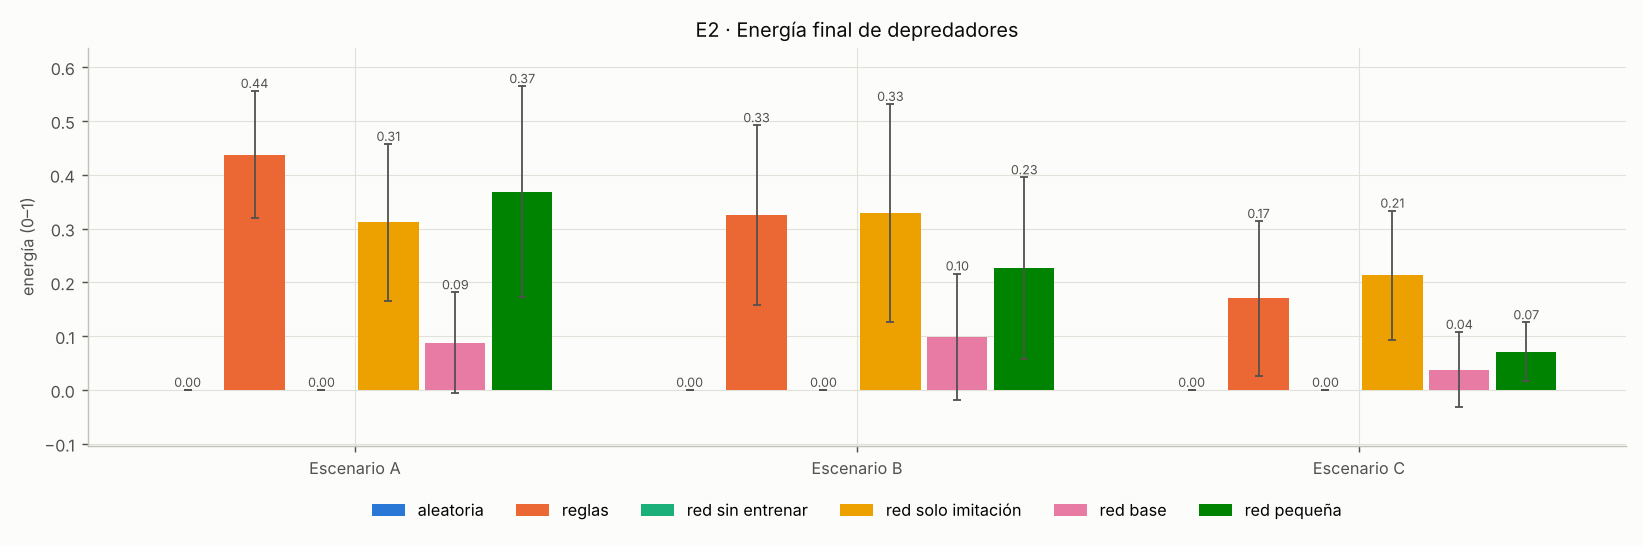 E2 · Energía final de depredadores
energía (0–1)
0.6
0.5
0.4
0.3
0.2
0.1
0.0
−0.1
0.00
0.44
0.00
0.31
0.09
0.37
0.00
0.33
0.00
0.33
0.10
0.23
0.00
0.17
0.00
0.21
0.04
0.07
Escenario A
Escenario B
Escenario C
aleatoria
reglas
red sin entrenar
red solo imitación
red base
red pequeña